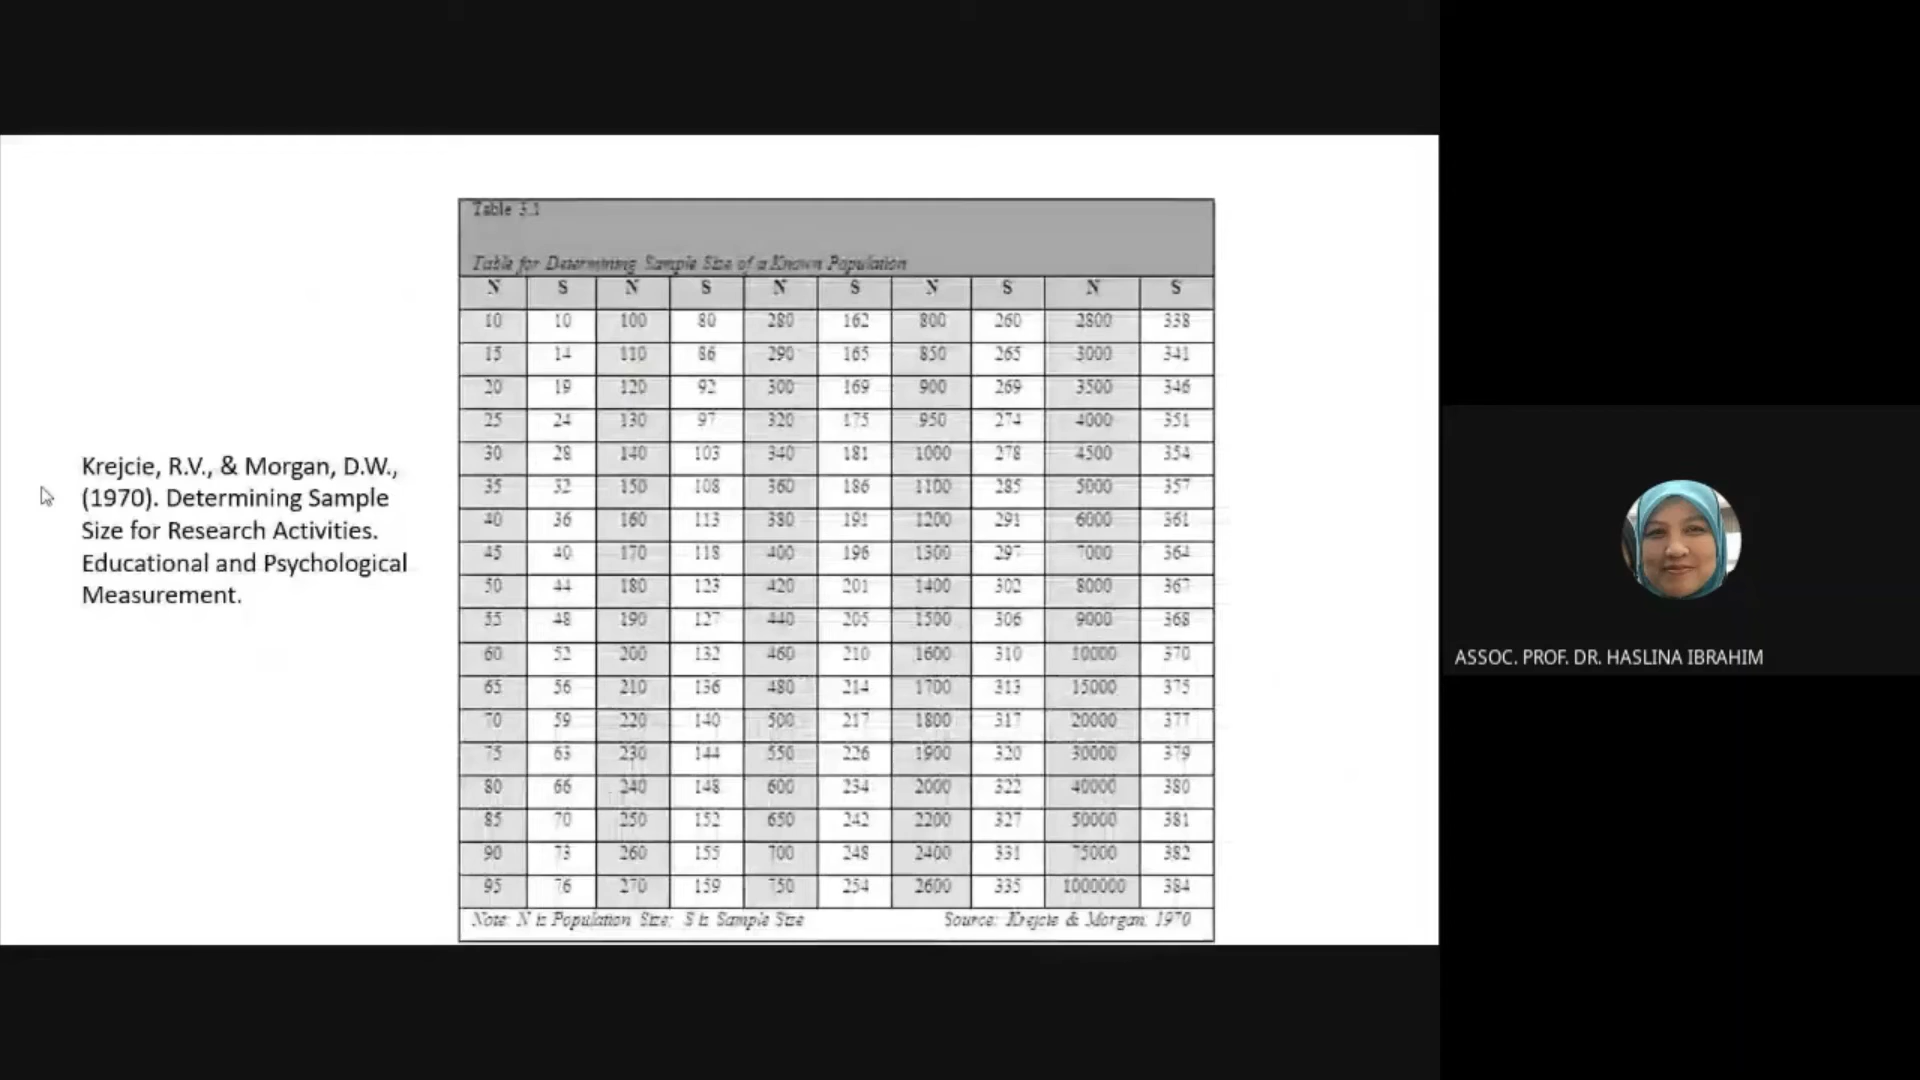 Krejcie, R.V., & Morgan, D.W.,
(1970). Determining Sample
Size for Research Activities.
Educational and Psychological
Measurement.
Table 3.1
Table for Determining Sample Size of a Known Population
N S N S N S N S N S
10 10 100 80 280 162 800 260 2800 338
15 14 110 86 290 165 850 265 3000 341
20 19 120 92 300 169 900 269 3500 346
25 24 130 97 320 175 950 274 4000 351
30 28 140 103 340 181 1000 278 4500 354
35 32 150 108 360 186 1100 285 5000 357
40 36 160 113 380 191 1200 291 6000 361
45 40 170 118 400 196 1300 297 7000 364
50 44 180 123 420 201 1400 302 8000 367
55 48 190 127 440 205 1500 306 9000 368
60 52 200 132 460 210 1600 310 10000 370
65 56 210 136 480 214 1700 313 15000 375
70 59 220 140 500 217 1800 317 20000 377
75 63 230 144 550 226 1900 320 30000 379
80 66 240 148 600 234 2000 322 40000 380
85 70 250 152 650 242 2200 327 50000 381
90 73 260 155 700 248 2400 331 75000 382
95 76 270 159 750 254 2600 335 1000000 384
Note: N is Population Size; S is Sample Size Source: Krejcie & Morgan, 1970
ASSOC. PROF. DR. HASLINA IBRAHIM